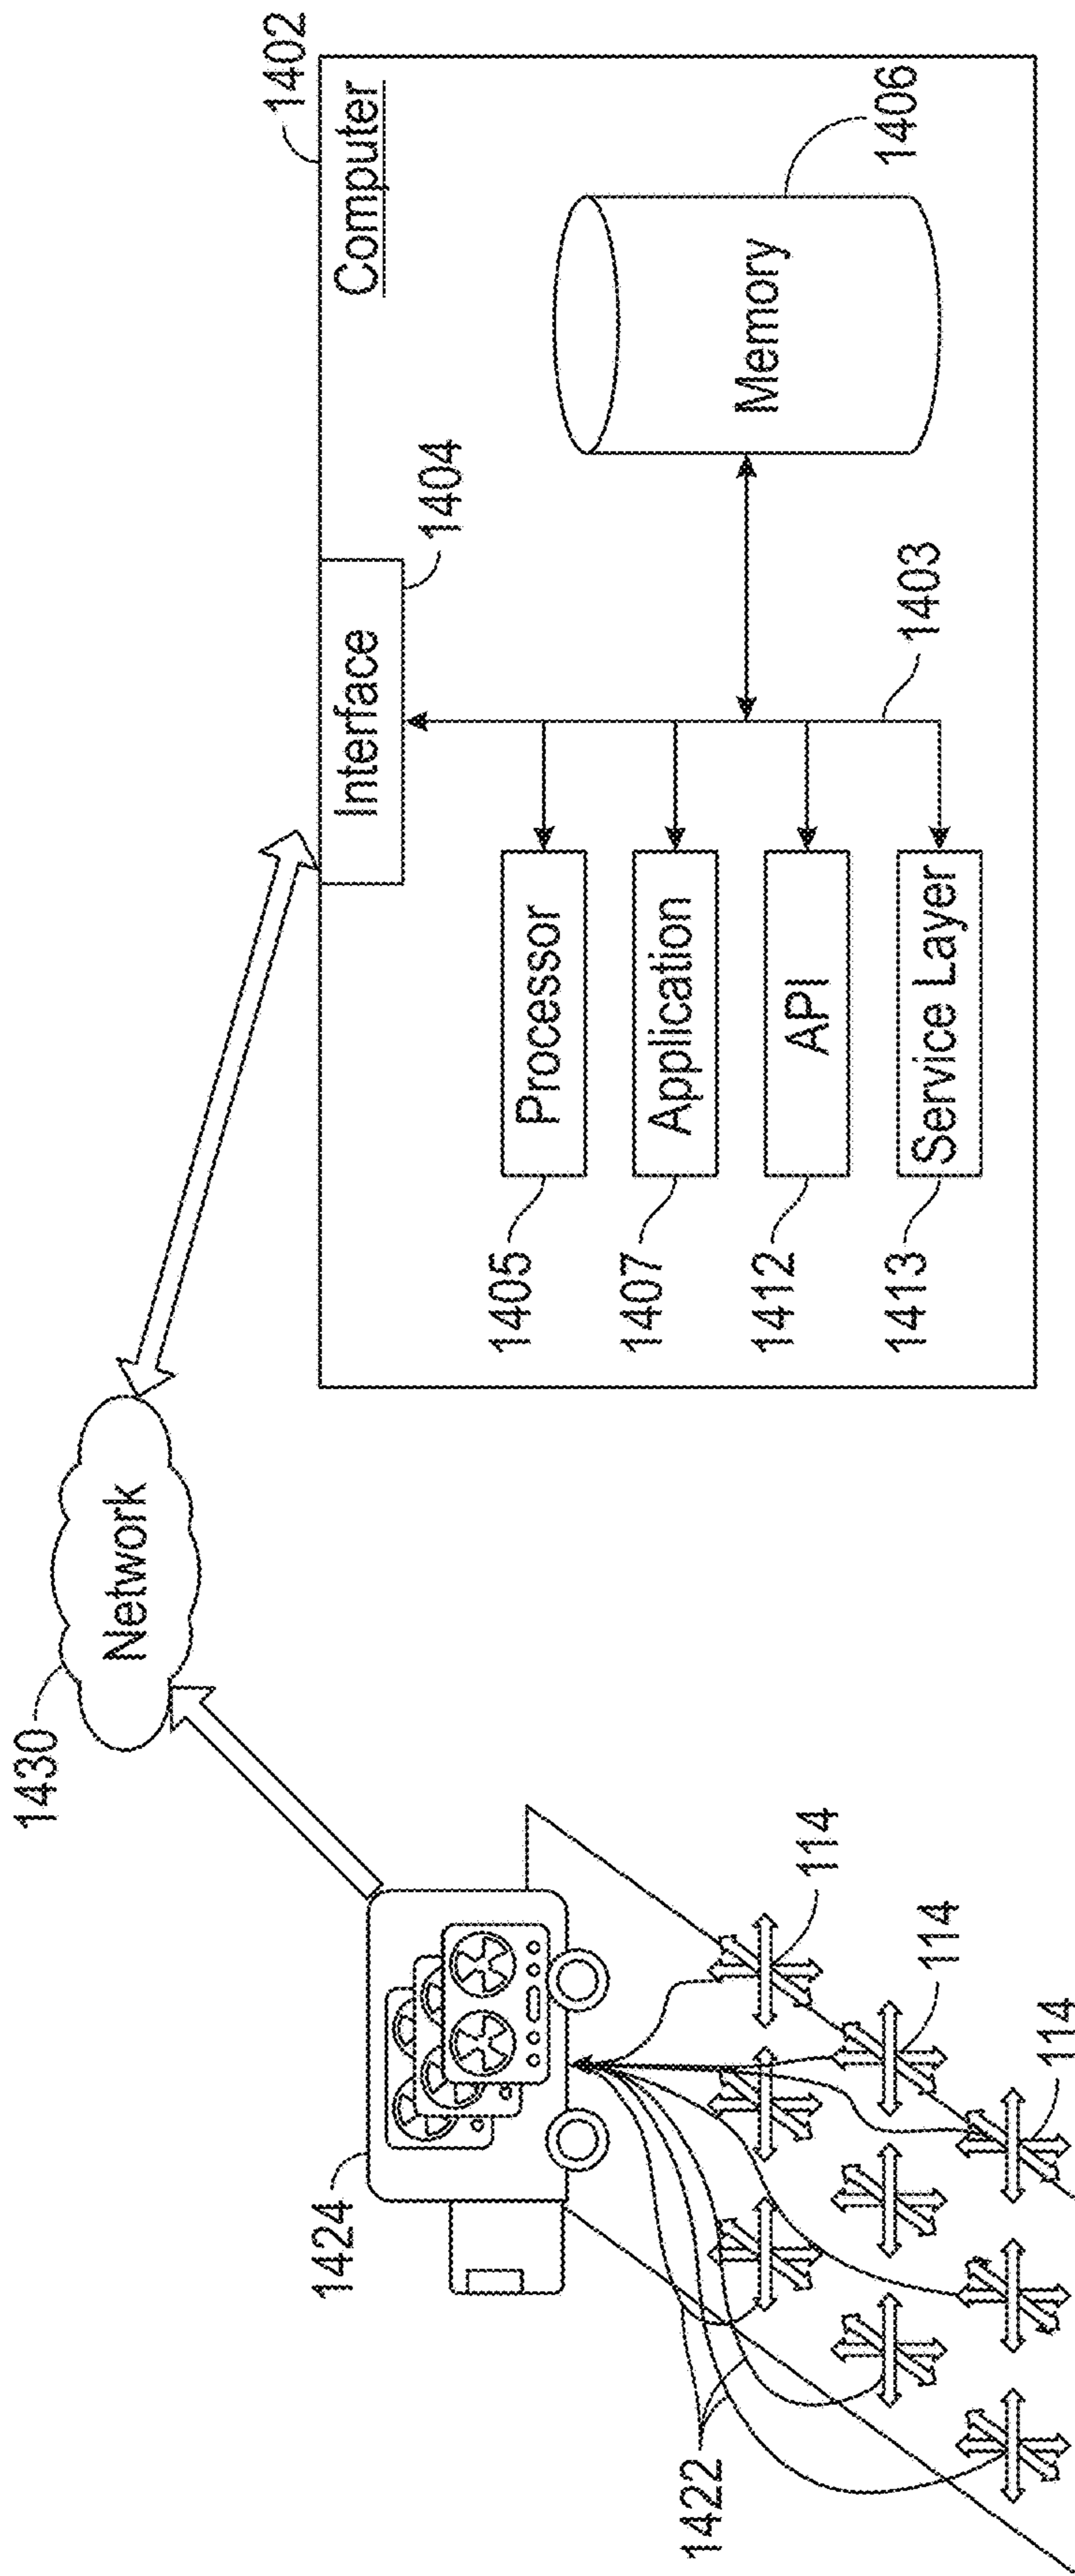 1430
Network
1402
Computer
Interface
1404
1405
Processor
1407
Application
1412
API
1413
Service Layer
1403
Memory
1406
1424
1422
114
114
114